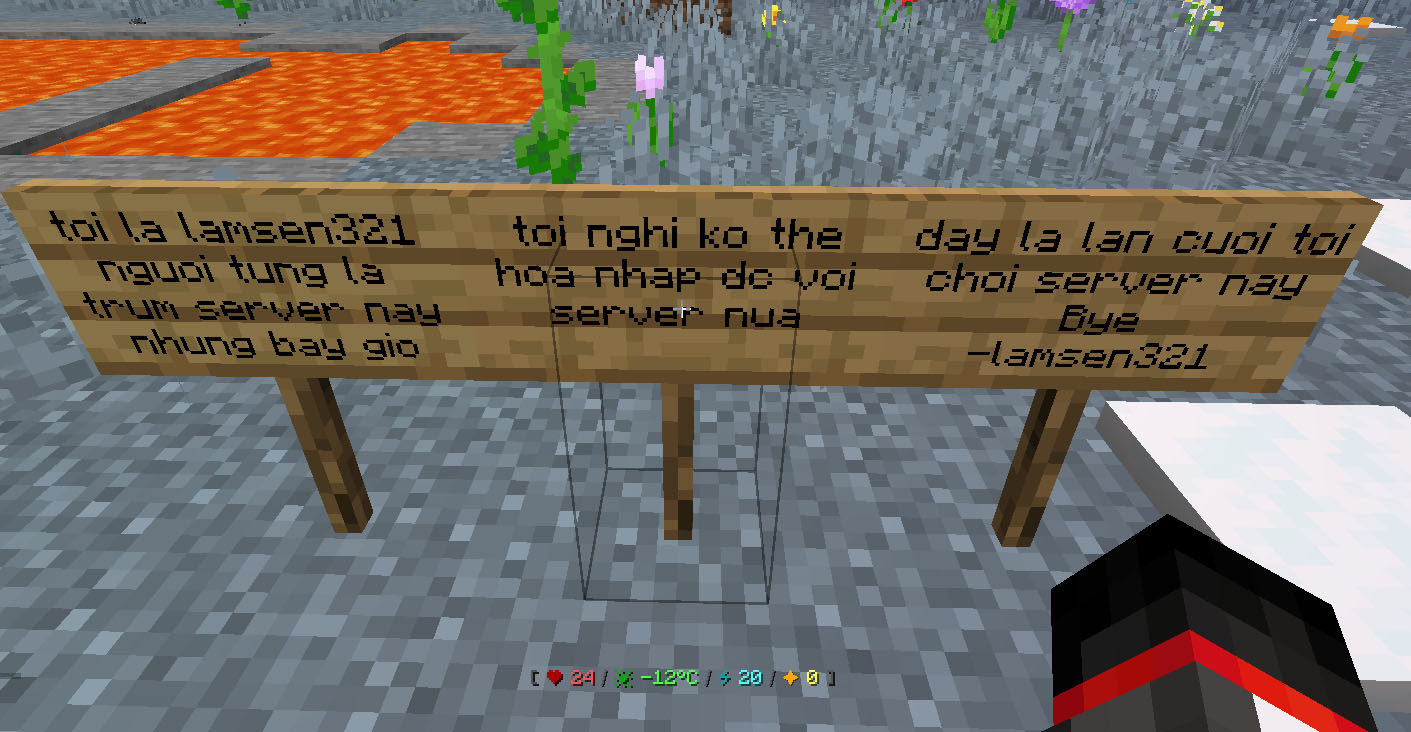 toi la lamsen321
nguoi tung la
trum server nay
nhung bay gio
toi nghi ko the
hoa nhap dc voi
server nua
day la lan cuoi toi
choi server nay
Bye
-lamsen321
[ 24 / -12°C / 20 / 0 ]